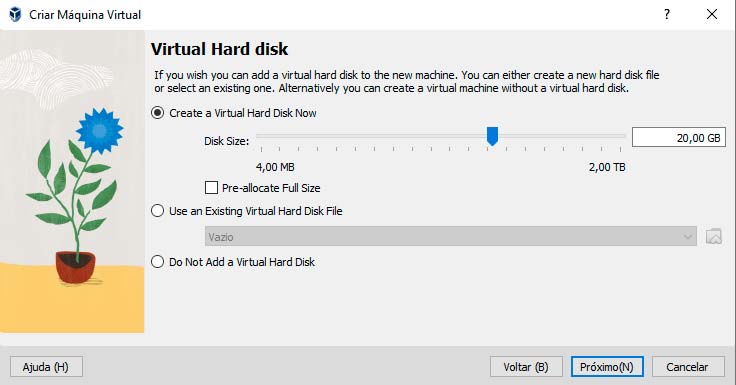 Criar Máquina Virtual
Virtual Hard disk
If you wish you can add a virtual hard disk to the new machine. You can either create a new hard disk file
or select an existing one. Alternatively you can create a virtual machine without a virtual hard disk.
Create a Virtual Hard Disk Now
Disk Size:
20,00 GB
4,00 MB
2,00 TB
Pre-allocate Full Size
Use an Existing Virtual Hard Disk File
Vazio
Do Not Add a Virtual Hard Disk
Ajuda (H)
Voltar (B)
Próximo(N)
Cancelar